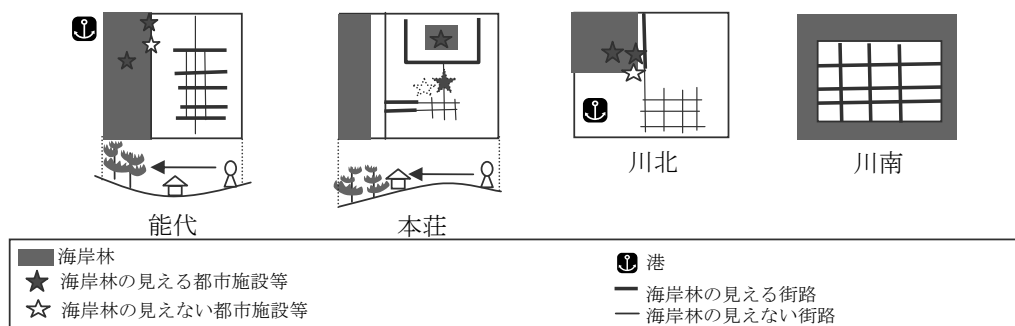 川北
川南
能代
本荘
海岸林
海岸林の見える都市施設等
海岸林の見えない都市施設等
港
海岸林の見える街路
海岸林の見えない街路